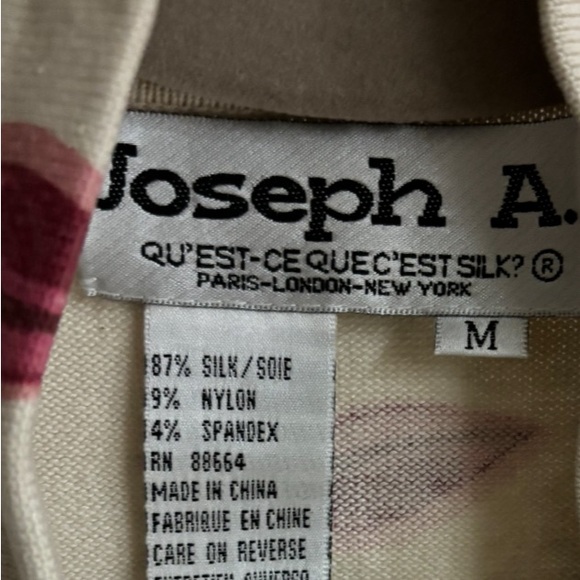 Joseph A.
QU'EST-CE QUE C'EST SILK? ®
PARIS-LONDON-NEW YORK
M
87% SILK/SOIE
9% NYLON
4% SPANDEX
RN 88664
MADE IN CHINA
FABRIQUE EN CHINE
CARE ON REVERSE